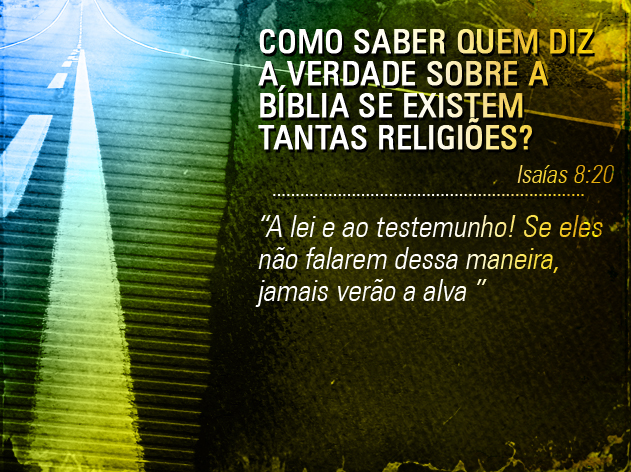 COMO SABER QUEM DIZ
A VERDADE SOBRE A
BÍBLIA SE EXISTEM
TANTAS RELIGIÕES?
Isaías 8:20
“A lei e ao testemunho! Se eles
não falarem dessa maneira,
jamais verão a alva ”